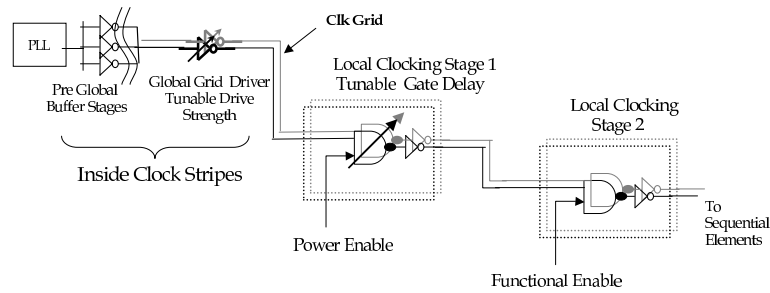 Clk Grid
PLL
Local Clocking Stage 1
Tunable Gate Delay
Pre Global
Buffer Stages
Global Grid Driver
Tunable Drive
Strength
Local Clocking
Stage 2
Inside Clock Stripes
To
Sequential
Elements
Power Enable
Functional Enable